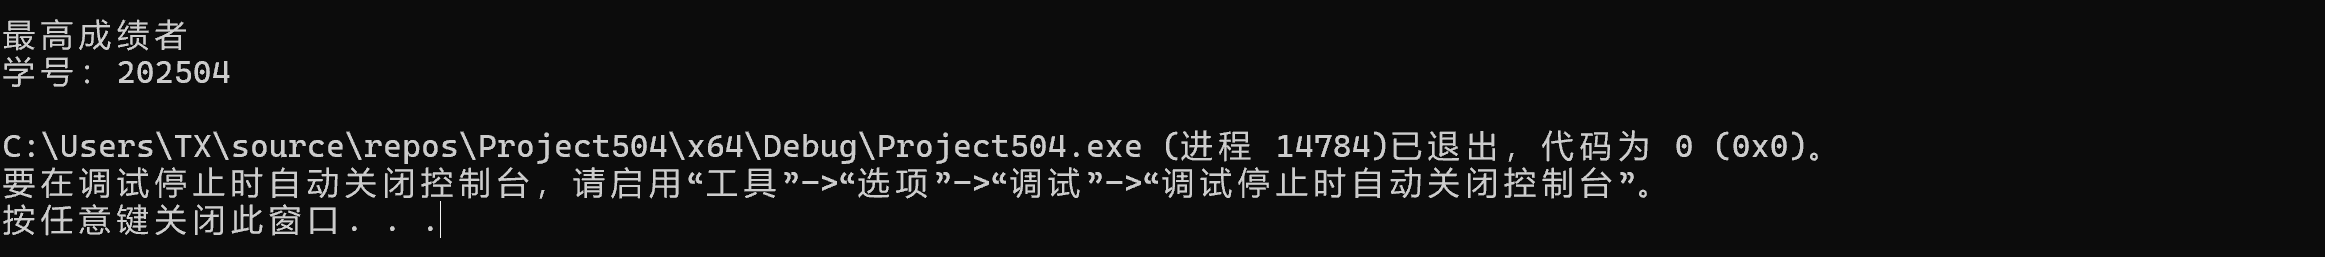 最高成绩者
学号：202504
C:\Users\TX\source\repos\Project504\x64\Debug\Project504.exe (进程 14784)已退出，代码为 0 (0x0)。
要在调试停止时自动关闭控制台，请启用“工具”->“选项”->“调试”->“调试停止时自动关闭控制台”。
按任意键关闭此窗口. . .